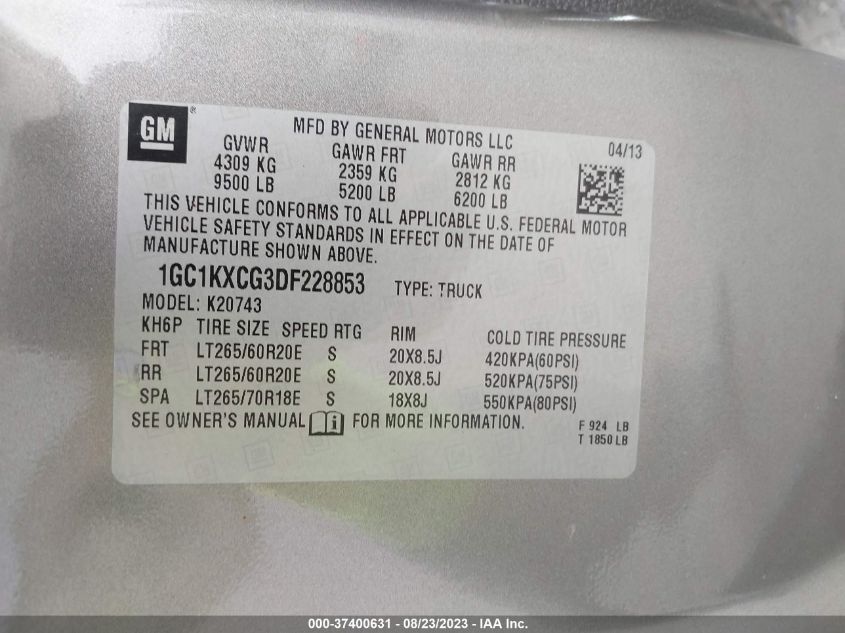 GM ®
MFD BY GENERAL MOTORS LLC
04/13
GVWR GAWR FRT GAWR RR
4309 KG 2359 KG 2812 KG
9500 LB 5200 LB 6200 LB
THIS VEHICLE CONFORMS TO ALL APPLICABLE U.S. FEDERAL MOTOR
VEHICLE SAFETY STANDARDS IN EFFECT ON THE DATE OF
MANUFACTURE SHOWN ABOVE.
1GC1KXCG3DF228853 TYPE: TRUCK
MODEL: K20743
KH6P TIRE SIZE SPEED RTG RIM COLD TIRE PRESSURE
FRT LT265/60R20E S 20X8.5J 420KPA(60PSI)
RR LT265/60R20E S 20X8.5J 520KPA(75PSI)
SPA LT265/70R18E S 18X8J 550KPA(80PSI)
SEE OWNER'S MANUAL i FOR MORE INFORMATION.
F 924 LB
T 1850 LB
000-37400631 - 08/23/2023 - IAA Inc.